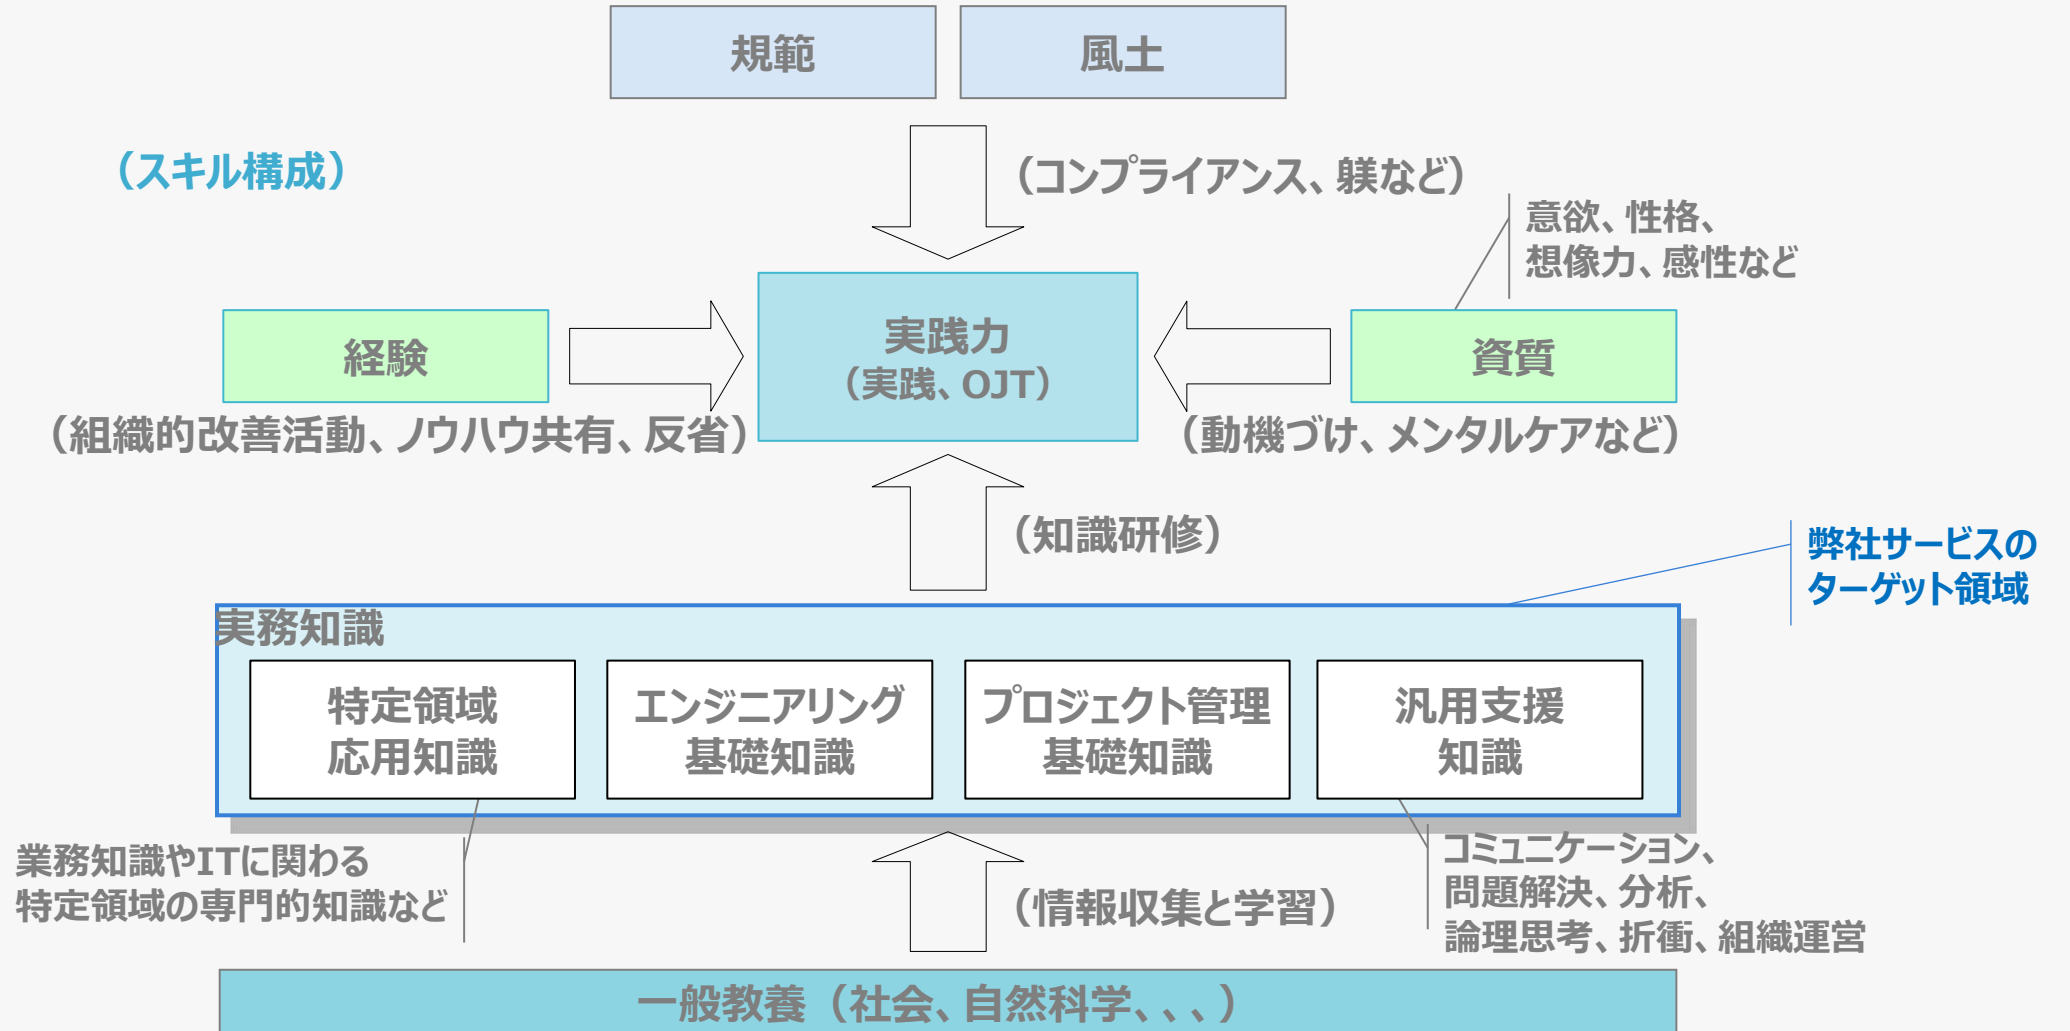 規範
風土
（スキル構成）
（コンプライアンス、躾など）
意欲、性格、
想像力、感性など
経験
実践力
（実践、OJT）
資質
（組織的改善活動、ノウハウ共有、反省）
（動機づけ、メンタルケアなど）
（知識研修）
弊社サービスの
ターゲット領域
実務知識
特定領域
応用知識
エンジニアリング
基礎知識
プロジェクト管理
基礎知識
汎用支援
知識
業務知識やITに関わる
特定領域の専門的知識など
（情報収集と学習）
コミュニケーション、
問題解決、分析、
論理思考、折衝、組織運営
一般教養（社会、自然科学、、、）